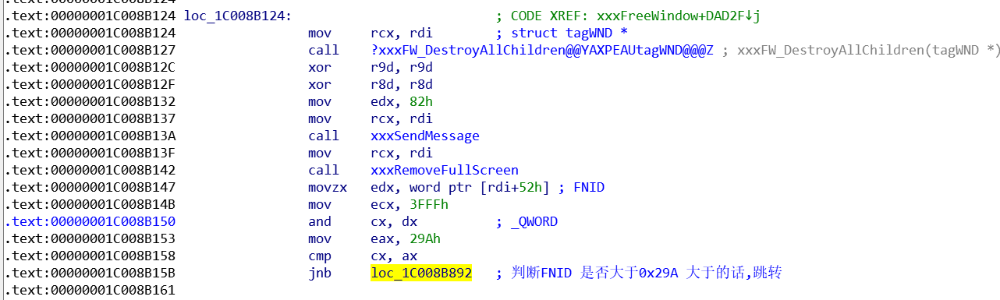 .text:00000001C008B124
.text:00000001C008B124 loc_1C008B124: ; CODE XREF: xxxFreeWindow+DAD2F↓j
.text:00000001C008B124 mov rcx, rdi ; struct tagWND *
.text:00000001C008B127 call ?xxxFW_DestroyAllChildren@@YAXPEAUtagWND@@@Z ; xxxFW_DestroyAllChildren(tagWND *)
.text:00000001C008B12C xor r9d, r9d
.text:00000001C008B12F xor r8d, r8d
.text:00000001C008B132 mov edx, 82h
.text:00000001C008B137 mov rcx, rdi
.text:00000001C008B13A call xxxSendMessage
.text:00000001C008B13F mov rcx, rdi
.text:00000001C008B142 call xxxRemoveFullScreen
.text:00000001C008B147 movzx edx, word ptr [rdi+52h] ; FNID
.text:00000001C008B14B mov ecx, 3FFFh
.text:00000001C008B150 and cx, dx ; _QWORD
.text:00000001C008B153 mov eax, 29Ah
.text:00000001C008B158 cmp cx, ax
.text:00000001C008B15B jnb loc_1C008B892 ; 判断FNID 是否大于0x29A 大于的话,跳转
.text:00000001C008B161